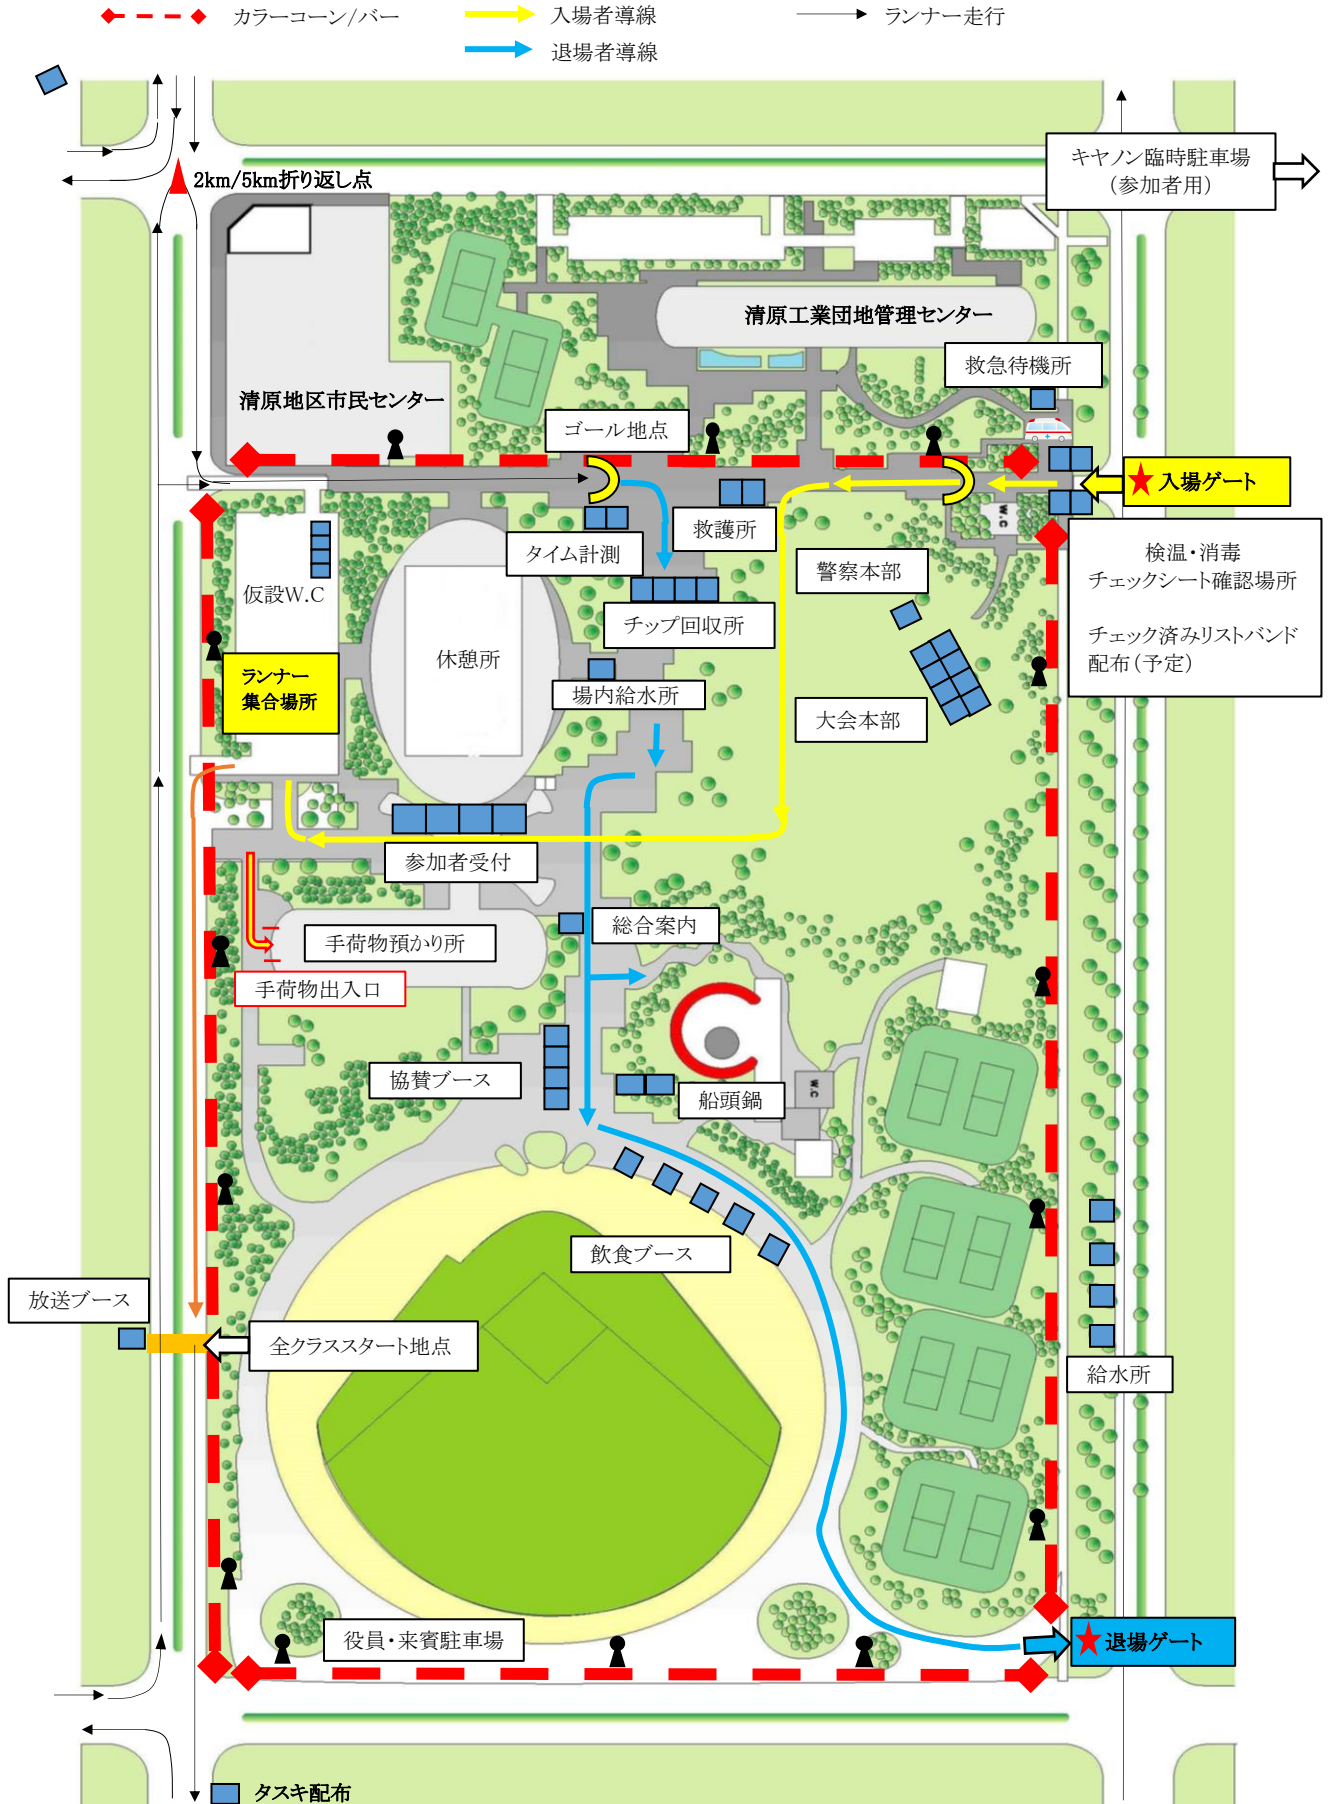 カラーコーン/バー
入場者導線
ランナー走行
退場者導線
キヤノン臨時駐車場
(参加者用)
2km/5km折り返し点
清原工業団地管理センター
救急待機所
清原地区市民センター
ゴール地点
入場ゲート
W.C
救護所
タイム計測
検温・消毒
チェックシート確認場所
チェック済みリストバンド
配布(予定)
警察本部
仮設W.C
チップ回収所
休憩所
ランナー
集合場所
場内給水所
大会本部
参加者受付
総合案内
手荷物預かり所
手荷物出入口
協賛ブース
船頭鍋
W.C
飲食ブース
放送ブース
全クラススタート地点
給水所
役員・来賓駐車場
退場ゲート
タスキ配布